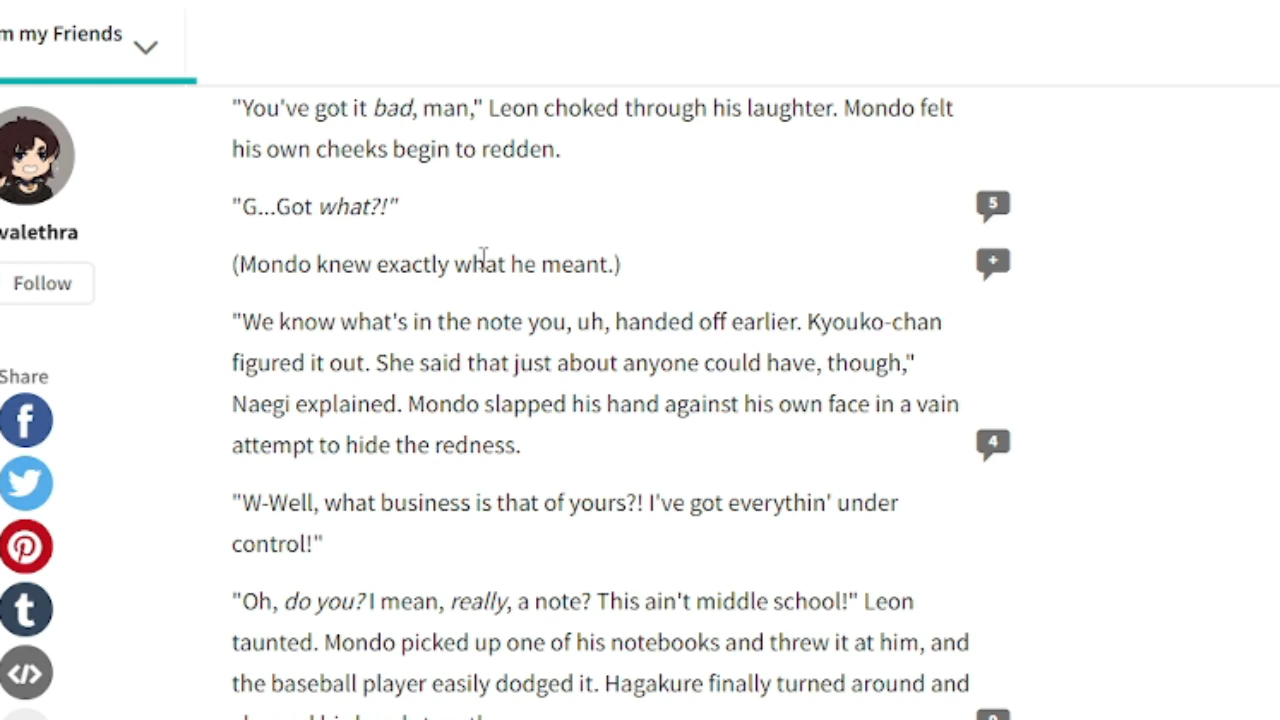 m my Friends
"You've got it bad, man," Leon choked through his laughter. Mondo felt
his own cheeks begin to redden.
valethra
Follow
"G...Got what?!"
5
(Mondo knew exactly what he meant.)
+
"We know what's in the note you, uh, handed off earlier. Kyouko-chan
figured it out. She said that just about anyone could have, though,"
Naegi explained. Mondo slapped his hand against his own face in a vain
attempt to hide the redness.
4
Share
"W-Well, what business is that of yours?! I've got everythin' under
control!"
"Oh, do you? I mean, really, a note? This ain't middle school!" Leon
taunted. Mondo picked up one of his notebooks and threw it at him, and
the baseball player easily dodged it. Hagakure finally turned around and